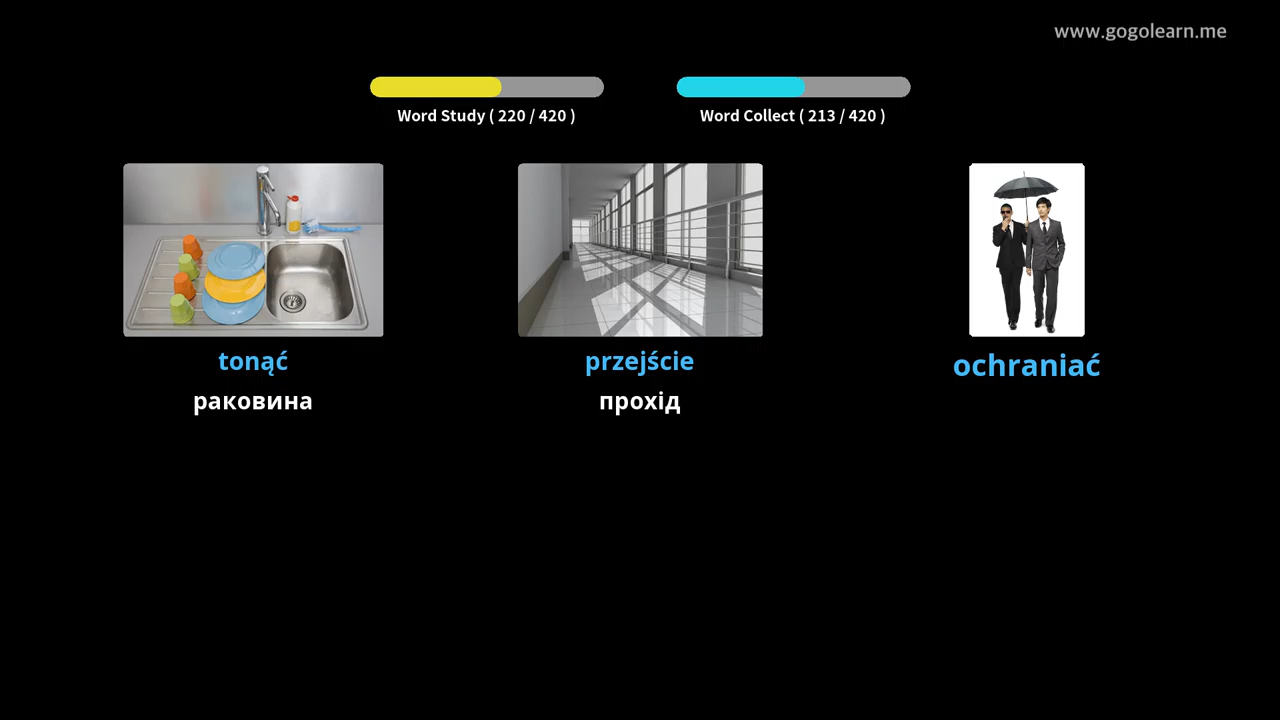 www.gogolearn.me
Word Study ( 220 / 420 )
Word Collect ( 213 / 420 )
tonąć
przejście
ochraniać
раковина
прохід